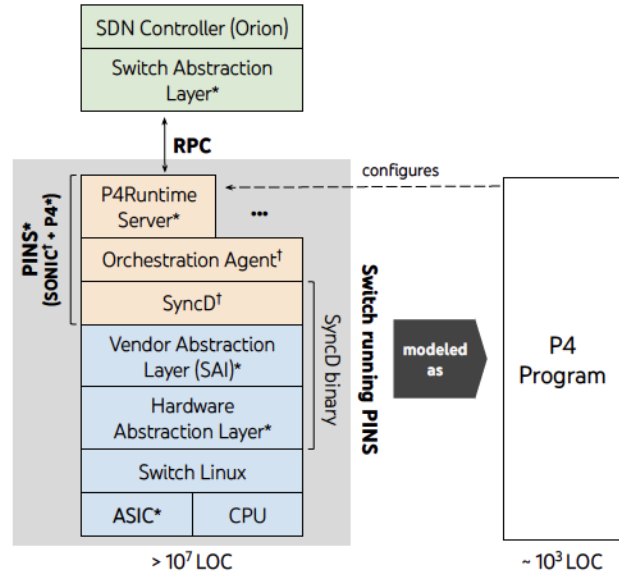 SDN Controller (Orion)
Switch Abstraction
Layer*
RPC
configures
P4Runtime
Server*
...
PINS*
(SONIC† + P4*)
Orchestration Agent†
SyncD†
Vendor Abstraction
Layer (SAI)*
Hardware
Abstraction Layer*
Switch Linux
ASIC*
CPU
SyncD binary
Switch running PINS
modeled
as
P4
Program
> 10⁷ LOC
~ 10³ LOC